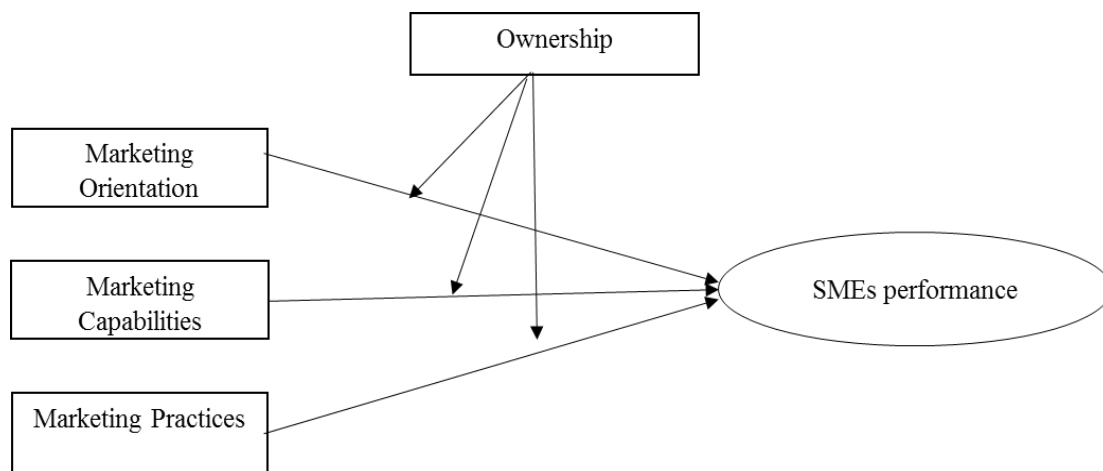 Ownership
Marketing
Orientation
Marketing
Capabilities
SMEs performance
Marketing Practices